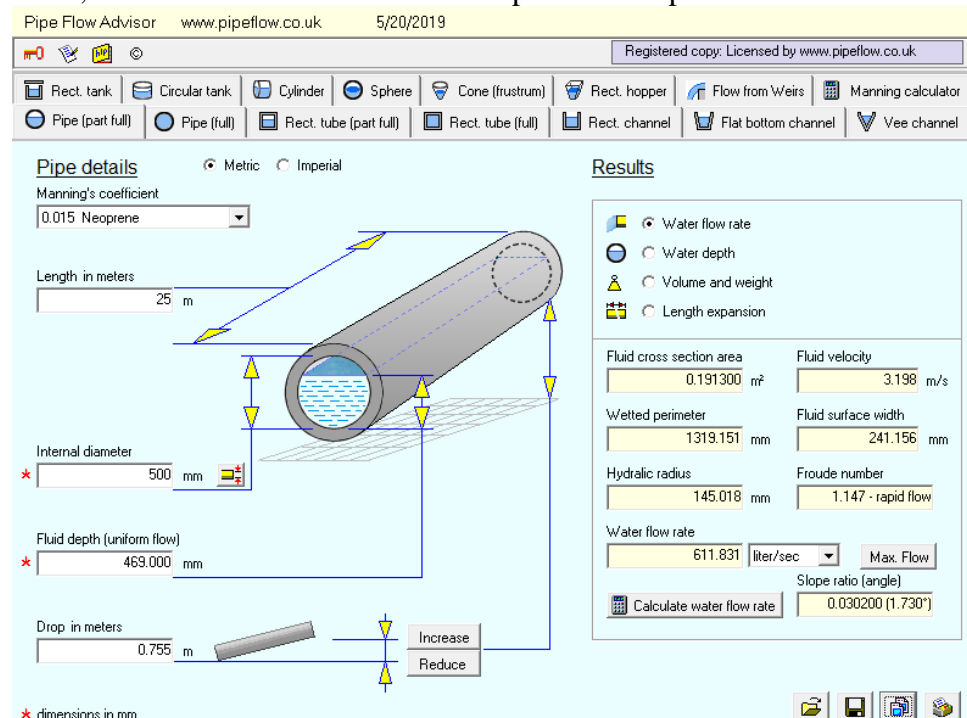 Pipe Flow Advisor www.pipeflow.co.uk 5/20/2019
Registered copy: Licensed by www.pipeflow.co.uk
Rect. tank Circular tank Cylinder Sphere Cone (frustrum) Rect. hopper Flow from Weirs Manning calculator
Pipe (part full) Pipe (full) Rect. tube (part full) Rect. tube (full) Rect. channel Flat bottom channel Vee channel
Pipe details Metric Imperial
Manning's coefficient
0.015 Neoprene
Length in meters
25 m
Internal diameter
* 500 mm
Fluid depth (uniform flow)
* 469.000 mm
Drop in meters
0.755 m
Increase
Reduce
* dimensions in mm
Results
Water flow rate
Water depth
Volume and weight
Length expansion
Fluid cross section area Fluid velocity
0.191300 m² 3.198 m/s
Wetted perimeter Fluid surface width
1319.151 mm 241.156 mm
Hydralic radius Froude number
145.018 mm 1.147 - rapid flow
Water flow rate
611.831 liter/sec Max. Flow
Slope ratio (angle)
Calculate water flow rate 0.030200 (1.730°)